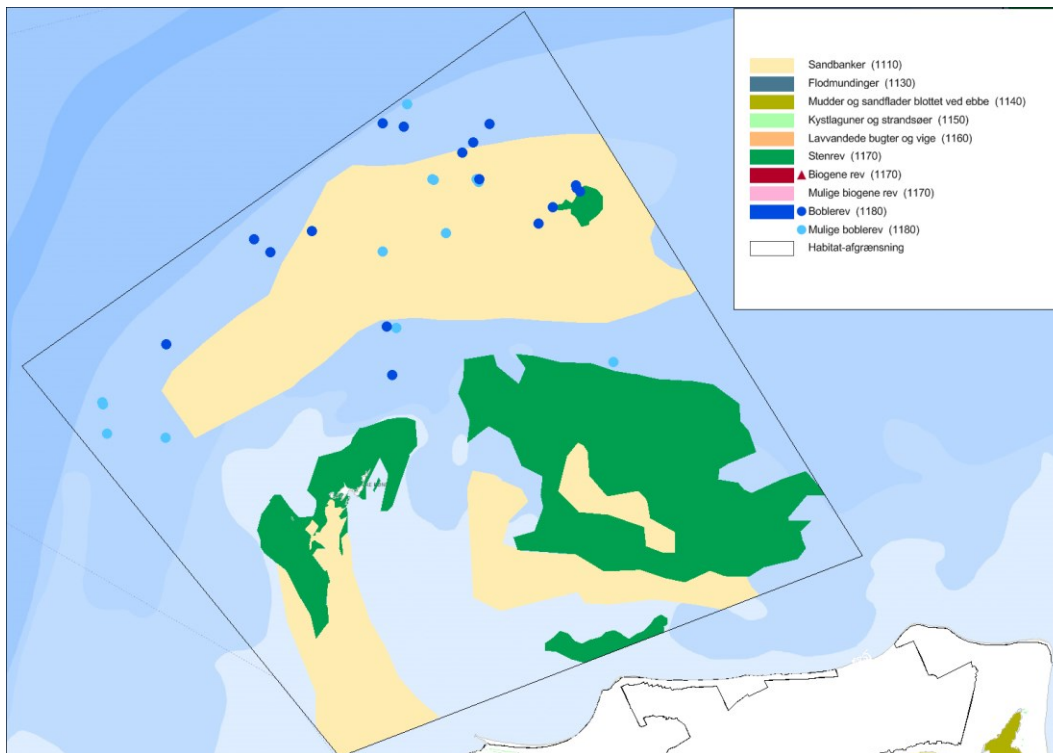 Sandbanker (1110)
Flodmundinger (1130)
Mudder og sandflader blottet ved ebbe (1140)
Kystlaguner og strandsøer (1150)
Lavvandede bugter og vige (1160)
Stenrev (1170)
Biogene rev (1170)
Mulige biogene rev (1170)
Boblerev (1180)
Mulige boblerev (1180)
Habitat-afgrænsning